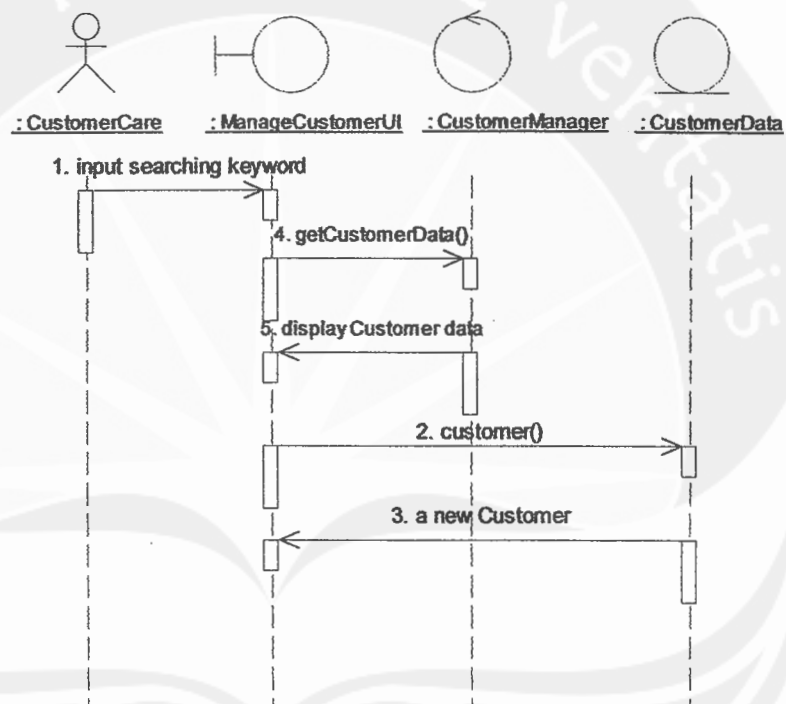 veritatis
: CustomerCare
: ManageCustomerUI
: CustomerManager
: CustomerData
1. input searching keyword
4. getCustomerData()
5. display Customer data
2. customer()
3. a new Customer